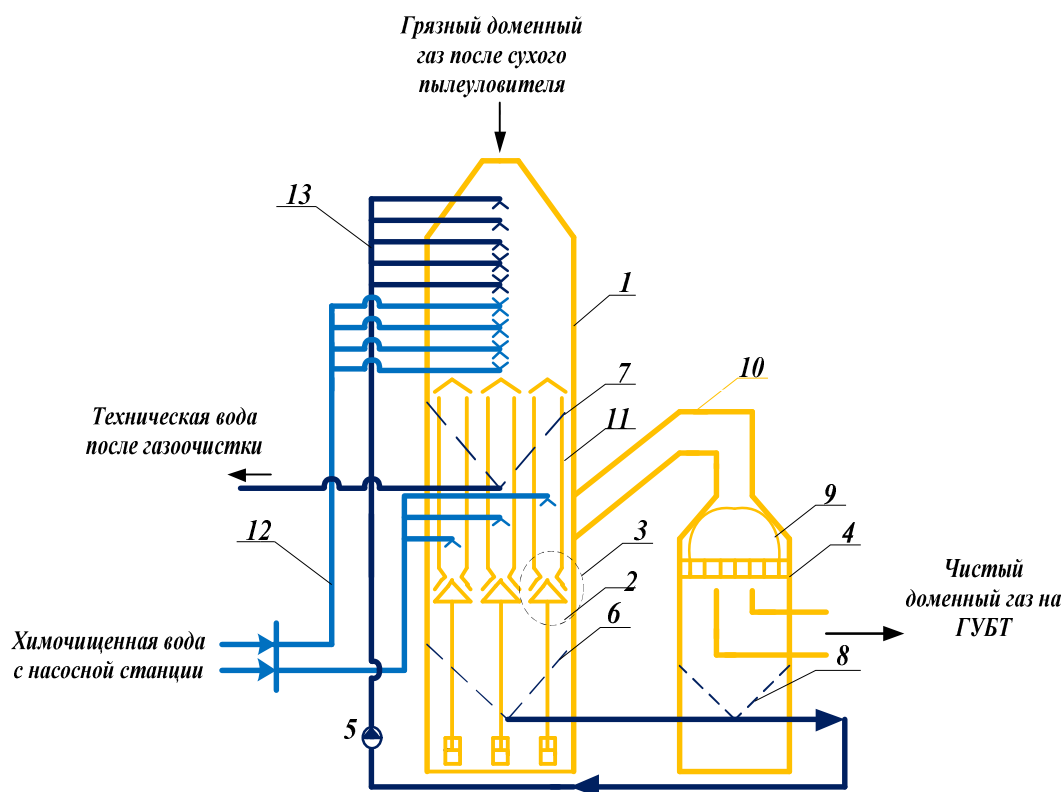 Грязный доменный
газ после сухого
пылеуловителя
13
1
7
10
11
Техническая вода
после газоочистки
9
4
12
3
2
6
Чистый
доменный газ на
ГУБТ
Химочищенная вода
с насосной станции
8
5